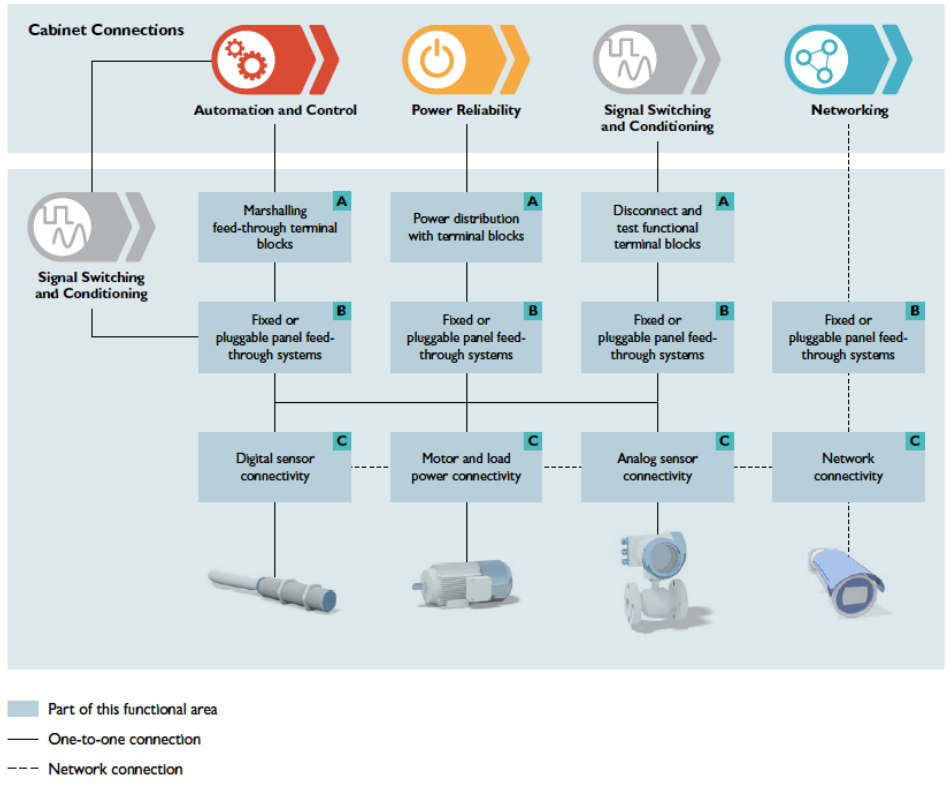 Cabinet Connections
Automation and Control
Power Reliability
Signal Switching
and Conditioning
Networking
Signal Switching
and Conditioning
A
Marshalling
feed-through terminal
blocks
A
Power distribution
with terminal blocks
A
Disconnect and
test functional
terminal blocks
B
Fixed or
pluggable panel feed-
through systems
B
Fixed or
pluggable panel feed-
through systems
B
Fixed or
pluggable panel feed-
through systems
B
Fixed or
pluggable panel feed-
through systems
C
Digital sensor
connectivity
C
Motor and load
power connectivity
C
Analog sensor
connectivity
C
Network
connectivity
Part of this functional area
One-to-one connection
Network connection